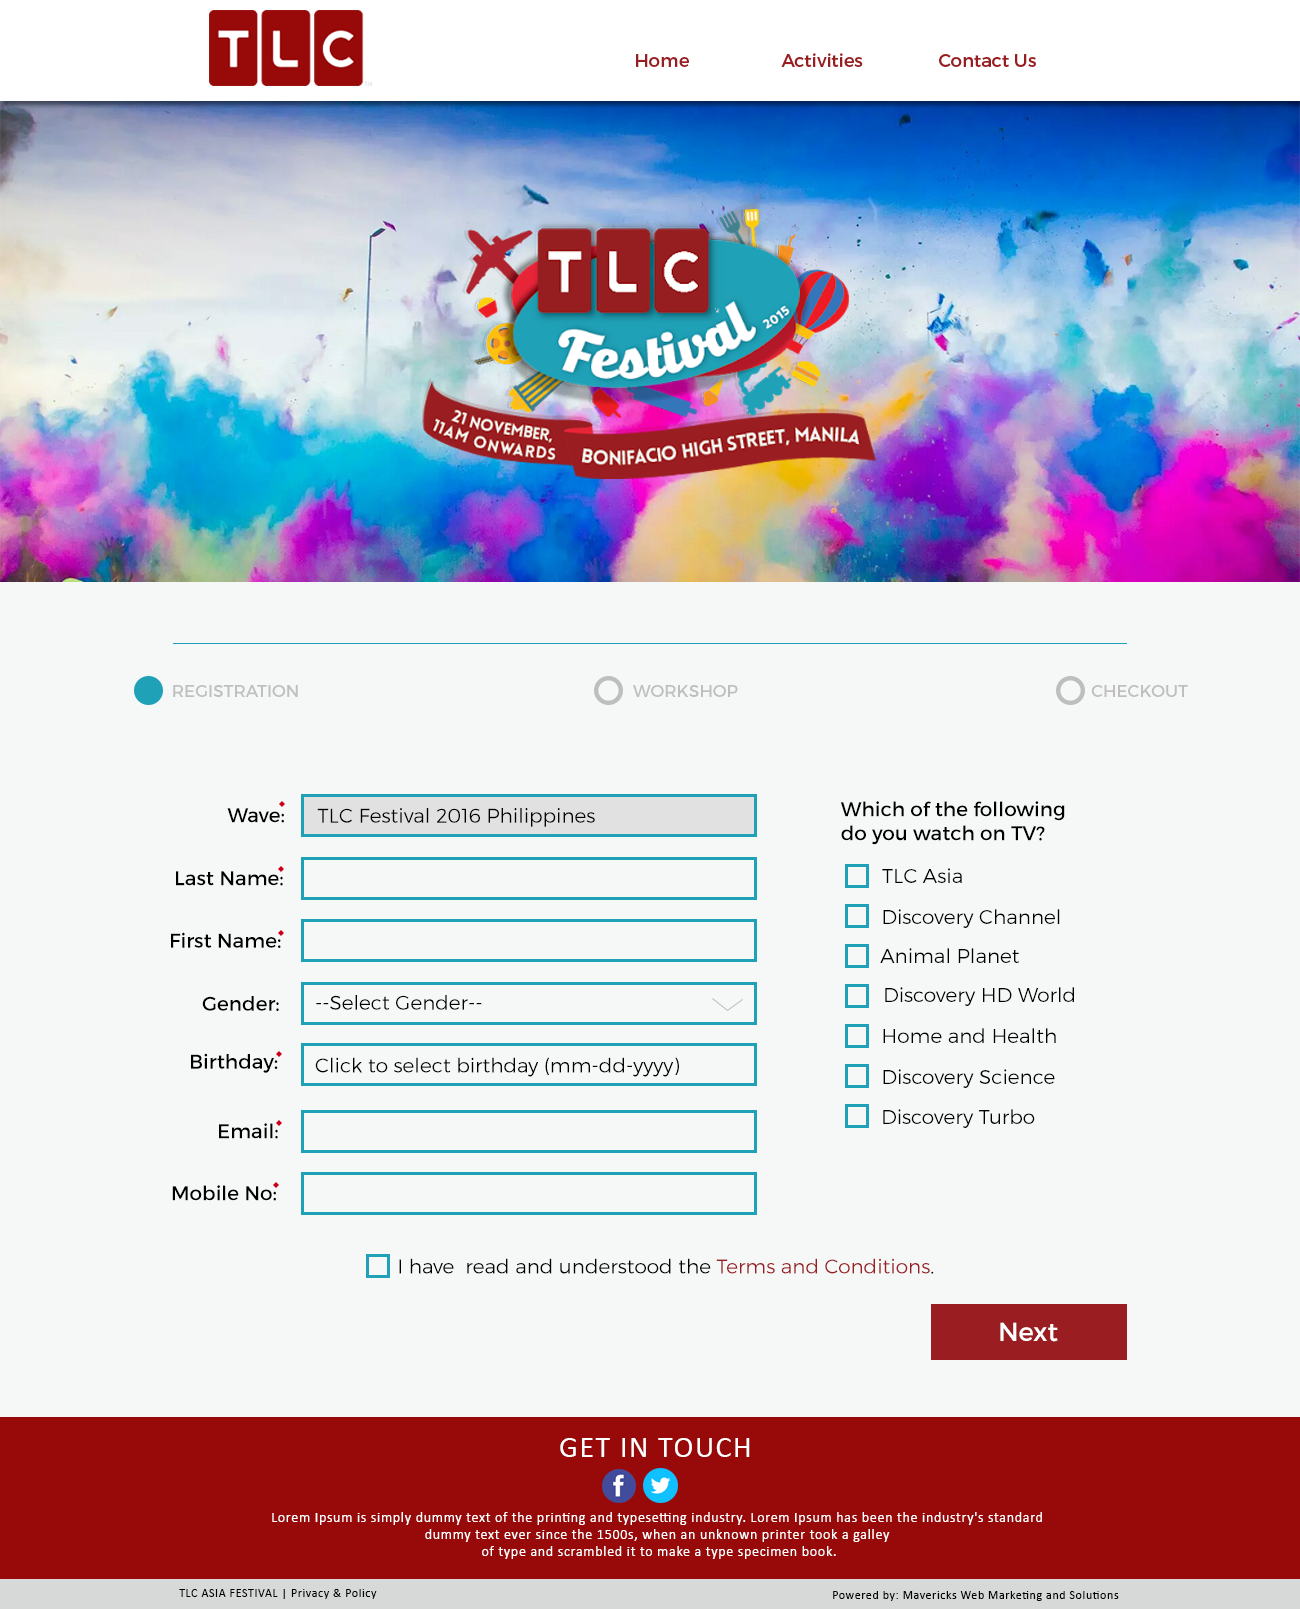 TLC
Home Activities Contact Us
TLC
Festival 2015
21 NOVEMBER,
11AM ONWARDS
BONIFACIO HIGH STREET, MANILA
REGISTRATION WORKSHOP CHECKOUT
Wave: TLC Festival 2016 Philippines
Last Name:
First Name:
Gender: --Select Gender--
Birthday: Click to select birthday (mm-dd-yyyy)
Email:
Mobile No:
Which of the following
do you watch on TV?
TLC Asia
Discovery Channel
Animal Planet
Discovery HD World
Home and Health
Discovery Science
Discovery Turbo
I have read and understood the Terms and Conditions.
Next
GET IN TOUCH
Lorem Ipsum is simply dummy text of the printing and typesetting industry. Lorem Ipsum has been the industry's standard
dummy text ever since the 1500s, when an unknown printer took a galley
of type and scrambled it to make a type specimen book.
TLC ASIA FESTIVAL | Privacy & Policy
Powered by: Mavericks Web Marketing and Solutions